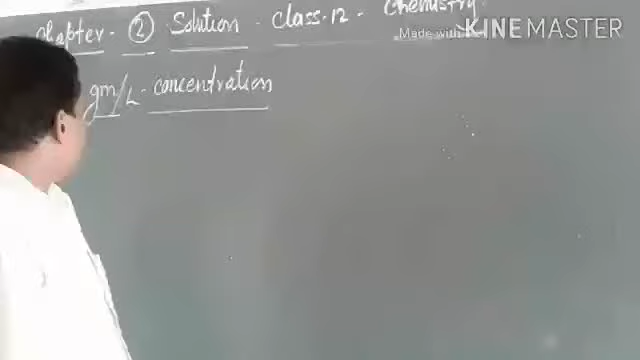 Chapter - ② Solution - Class-12 - Chemistry.
Made with KINEMASTER
gm/L - concentration